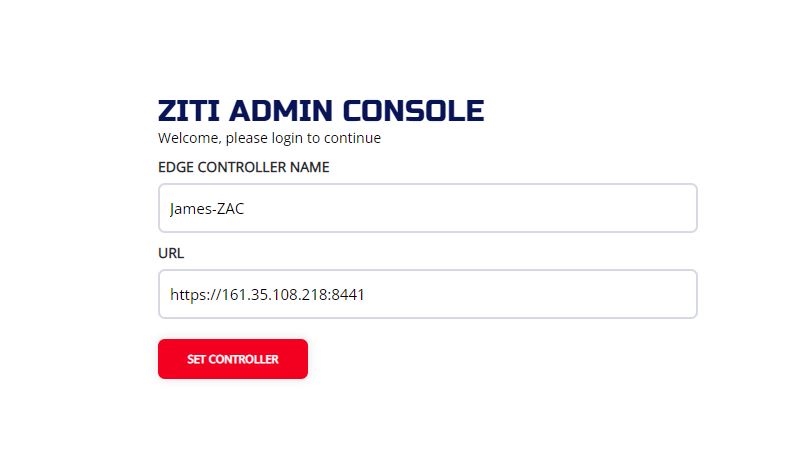 ZITI ADMIN CONSOLE
Welcome, please login to continue
EDGE CONTROLLER NAME
James-ZAC
URL
https://161.35.108.218:8441
SET CONTROLLER